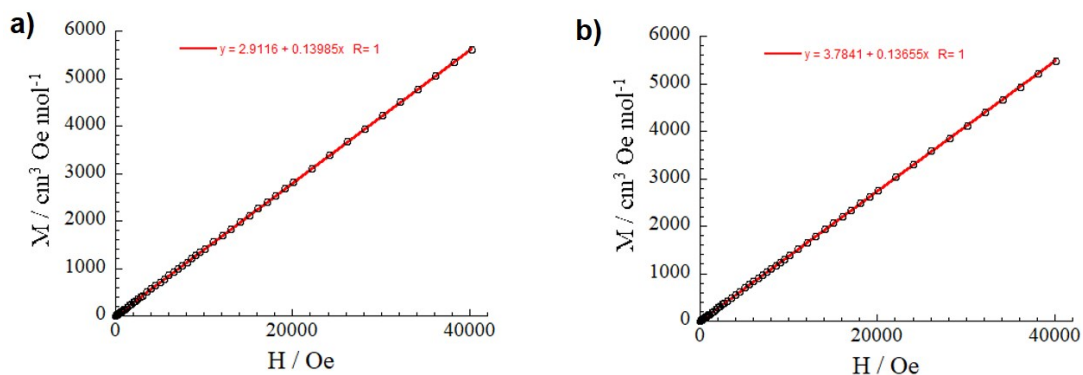 a)
y = 2.9116 + 0.13985x R= 1
6000
5000
4000
3000
2000
1000
0
M / cm³ Oe mol⁻¹
0
20000
40000
H / Oe
b)
y = 3.7841 + 0.13655x R= 1
6000
5000
4000
3000
2000
1000
0
M / cm³ Oe mol⁻¹
0
20000
40000
H / Oe